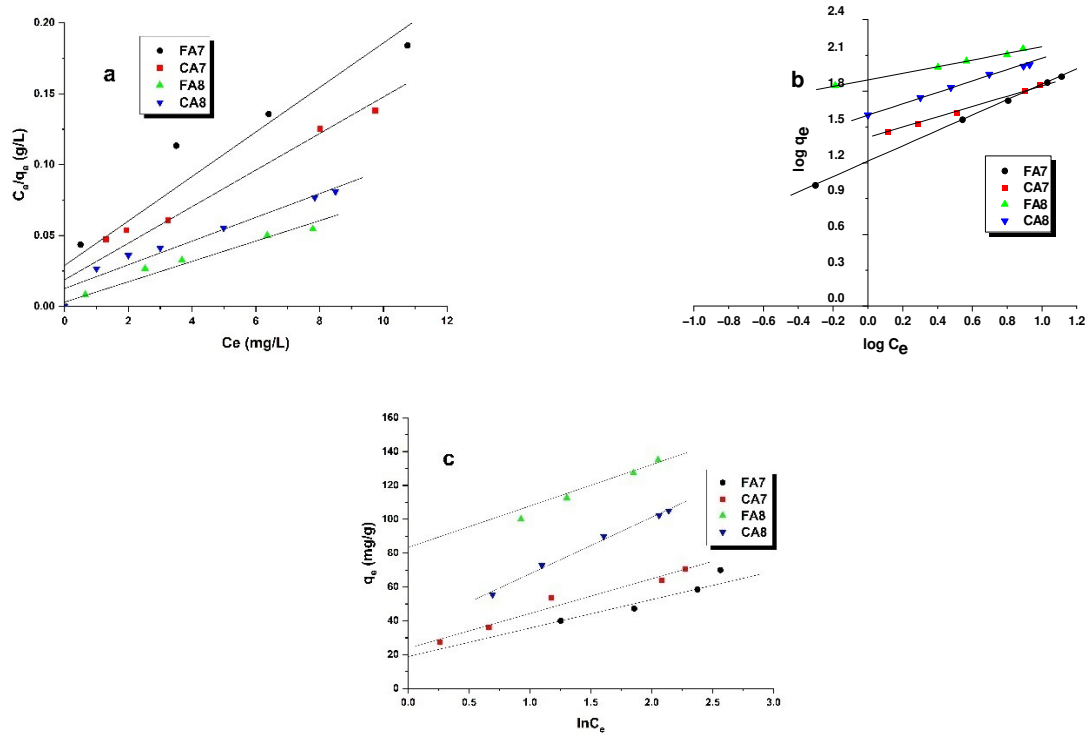 a
FA7
CA7
FA8
CA8
0.20
0.15
0.10
0.05
0.00
0 2 4 6 8 10 12
Ce (mg/L)
Ce/qe (g/L)
b
2.4
2.1
1.8
1.5
1.2
0.9
0.6
0.3
0.0
−1.0 −0.8 −0.6 −0.4 −0.2 0.0 0.2 0.4 0.6 0.8 1.0 1.2
log Ce
log qe
FA7
CA7
FA8
CA8
c
160
140
120
100
80
60
40
20
0
0.0 0.5 1.0 1.5 2.0 2.5 3.0
lnCe
qe (mg/g)
FA7
CA7
FA8
CA8